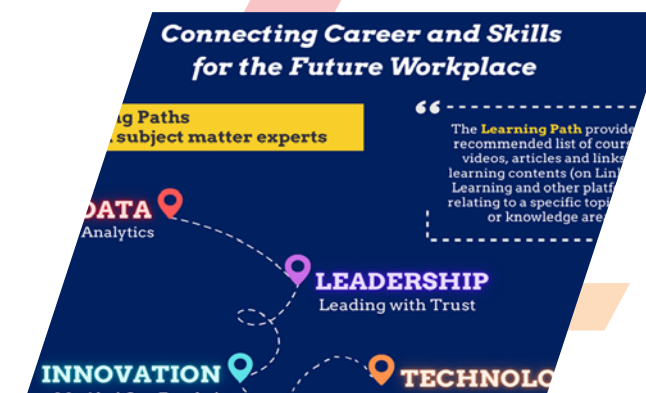 Connecting Career and Skills
for the Future Workplace
Paths
subject matter experts
“
The Learning Path
recommended list of
videos, articles and links
learning contents (on
Learning and other
relating to a specific
or knowledge
DATA
Analytics
LEADERSHIP
Leading with Trust
INNOVATION